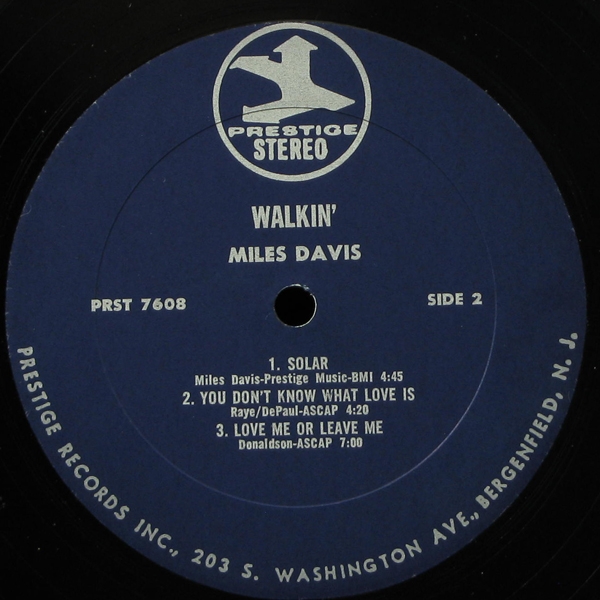 PRESTIGE
STEREO
WALKIN'
MILES DAVIS
PRST 7608
SIDE 2
1. SOLAR
Miles Davis-Prestige Music-BMI 4:45
2. YOU DON'T KNOW WHAT LOVE IS
Raye/DePaul-ASCAP 4:20
3. LOVE ME OR LEAVE ME
Donaldson-ASCAP 7:00
PRESTIGE RECORDS INC., 203 S. WASHINGTON AVE., BERGENFIELD, N. J.